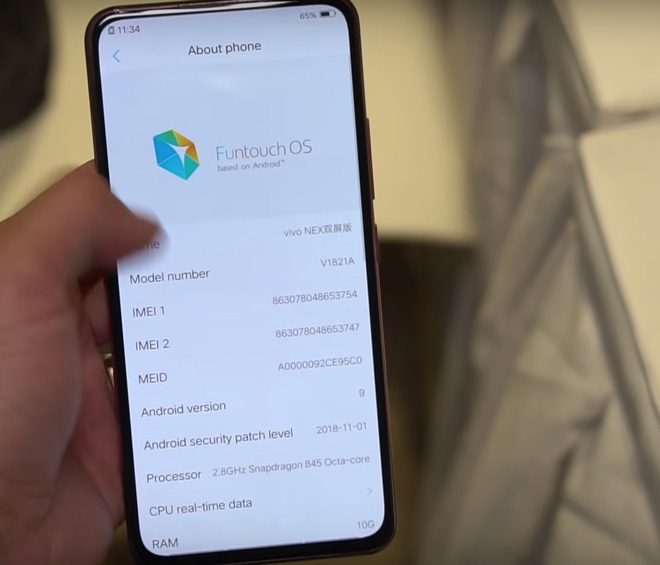 11:34
65%
About phone
Funtouch OS
based on Android™
me vivo NEX双屏版
Model number V1821A
IMEI 1 863078048653754
IMEI 2 863078048653747
MEID A0000092CE95C0
Android version 9
Android security patch level 2018-11-01
Processor 2.8GHz Snapdragon 845 Octa-core
CPU real-time data
RAM 10G